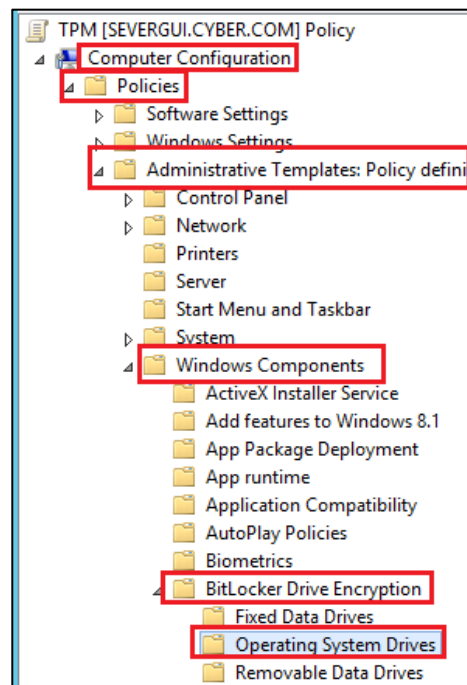 TPM [SEVERGUI.CYBER.COM] Policy
Computer Configuration
Policies
Software Settings
Windows Settings
Administrative Templates: Policy defini
Control Panel
Network
Printers
Server
Start Menu and Taskbar
System
Windows Components
ActiveX Installer Service
Add features to Windows 8.1
App Package Deployment
App runtime
Application Compatibility
AutoPlay Policies
Biometrics
BitLocker Drive Encryption
Fixed Data Drives
Operating System Drives
Removable Data Drives